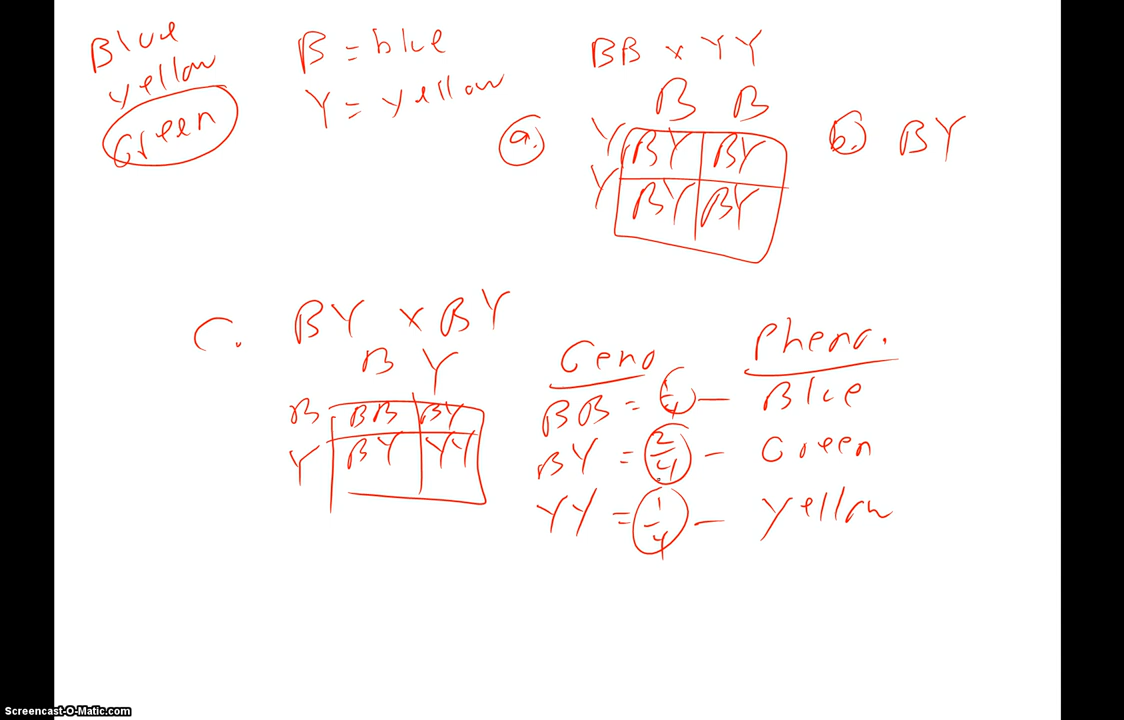 Blue
yellow
Green
B = blue
Y = yellow
BB x YY
a.
B B
Y BY BY
Y BY BY
b. BY
C. BY x BY
B Y
B BB BY
Y BY YY
Geno Pheno.
BB = 1/4 — Blue
BY = 2/4 — Green
YY = 1/4 — Yellow
Screencast-O-Matic.com